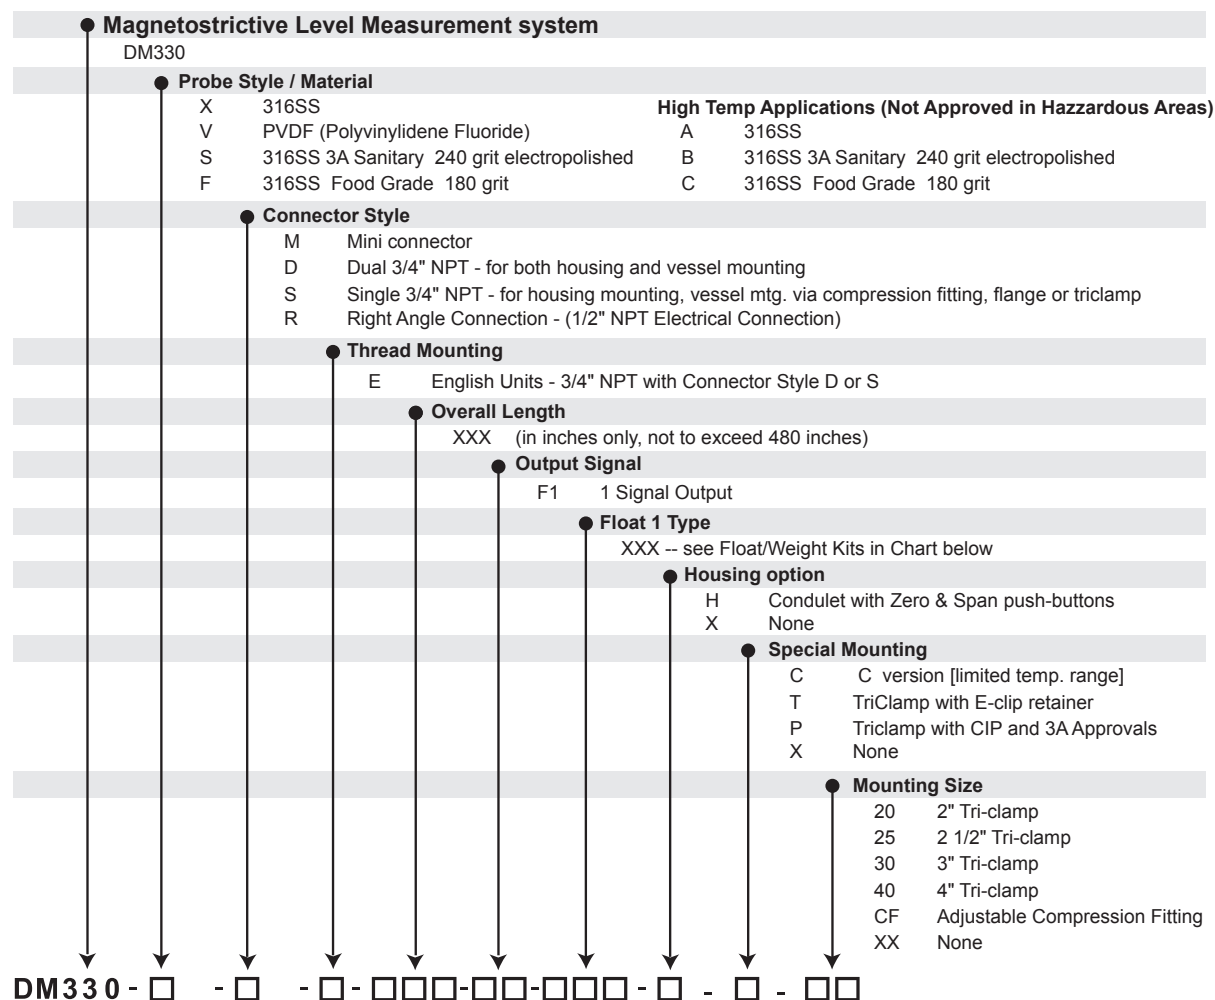 Magnetostrictive Level Measurement system
DM330
Probe Style / Material
X 316SS
V PVDF (Polyvinylidene Fluoride)
S 316SS 3A Sanitary 240 grit electropolished
F 316SS Food Grade 180 grit
High Temp Applications (Not Approved in Hazzardous Areas)
A 316SS
B 316SS 3A Sanitary 240 grit electropolished
C 316SS Food Grade 180 grit
Connector Style
M Mini connector
D Dual 3/4" NPT - for both housing and vessel mounting
S Single 3/4" NPT - for housing mounting, vessel mtg. via compression fitting, flange or triclamp
R Right Angle Connection - (1/2" NPT Electrical Connection)
Thread Mounting
E English Units - 3/4" NPT with Connector Style D or S
Overall Length
XXX (in inches only, not to exceed 480 inches)
Output Signal
F1 1 Signal Output
Float 1 Type
XXX -- see Float/Weight Kits in Chart below
Housing option
H Condulet with Zero & Span push-buttons
X None
Special Mounting
C C version [limited temp. range]
T TriClamp with E-clip retainer
P Triclamp with CIP and 3A Approvals
X None
Mounting Size
20 2" Tri-clamp
25 2 1/2" Tri-clamp
30 3" Tri-clamp
40 4" Tri-clamp
CF Adjustable Compression Fitting
XX None
DM330 - □ - □ - □ - □□□-□□-□□□ - □ - □ - □□